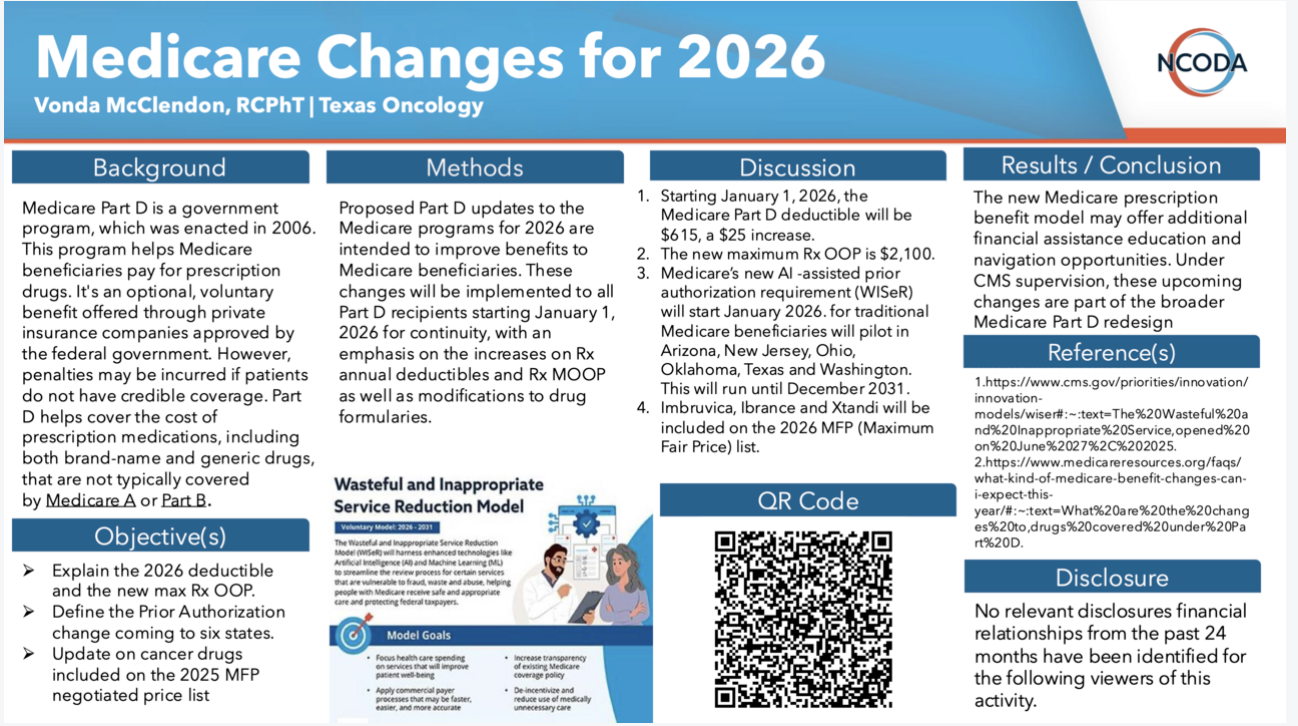 Medicare Changes for 2026
Vonda McClendon, RCPhT | Texas Oncology
NCODA
Background
Medicare Part D is a government
program, which was enacted in 2006.
This program helps Medicare
beneficiaries pay for prescription
drugs. It's an optional, voluntary
benefit offered through private
insurance companies approved by
the federal government. However,
penalties may be incurred if patients
do not have credible coverage. Part
D helps cover the cost of
prescription medications, including
both brand-name and generic drugs,
that are not typically covered
by Medicare A or Part B.
Objective(s)
➢ Explain the 2026 deductible
and the new max Rx OOP.
➢ Define the Prior Authorization
change coming to six states.
➢ Update on cancer drugs
included on the 2025 MFP
negotiated price list
Methods
Proposed Part D updates to the
Medicare programs for 2026 are
intended to improve benefits to
Medicare beneficiaries. These
changes will be implemented to all
Part D recipients starting January 1,
2026 for continuity, with an
emphasis on the increases on Rx
annual deductibles and Rx MOOP
as well as modifications to drug
formularies.
Wasteful and Inappropriate
Service Reduction Model
Voluntary Model: 2026 - 2031
The Wasteful and Inappropriate Service Reduction
Model (WISeR) will harness enhanced technologies like
Artificial Intelligence (AI) and Machine Learning (ML)
to streamline the review process for certain services
that are vulnerable to fraud, waste and abuse, helping
people with Medicare receive safe and appropriate
care and protecting federal taxpayers.
Model Goals
• Focus health care spending
on services that will improve
patient well-being
• Apply commercial payer
processes that may be faster,
easier, and more accurate
• Increase transparency
of existing Medicare
coverage policy
• De-incentivize and
reduce use of medically
unnecessary care
Discussion
1. Starting January 1, 2026, the
Medicare Part D deductible will be
$615, a $25 increase.
2. The new maximum Rx OOP is $2,100.
3. Medicare's new AI -assisted prior
authorization requirement (WISeR)
will start January 2026. for traditional
Medicare beneficiaries will pilot in
Arizona, New Jersey, Ohio,
Oklahoma, Texas and Washington.
This will run until December 2031.
4. Imbruvica, Ibrance and Xtandi will be
included on the 2026 MFP (Maximum
Fair Price) list.
QR Code
Results / Conclusion
The new Medicare prescription
benefit model may offer additional
financial assistance education and
navigation opportunities. Under
CMS supervision, these upcoming
changes are part of the broader
Medicare Part D redesign
Reference(s)
1.https://www.cms.gov/priorities/innovation/
innovation-
models/wiser#:~:text=The%20Wasteful%20a
nd%20Inappropriate%20Service,opened%20
on%20June%2027%2C%202025.
2.https://www.medicareresources.org/faqs/
what-kind-of-medicare-benefit-changes-can-
i-expect-this-
year/#:~:text=What%20are%20the%20chang
es%20to,drugs%20covered%20under%20Pa
rt%20D.
Disclosure
No relevant disclosures financial
relationships from the past 24
months have been identified for
the following viewers of this
activity.